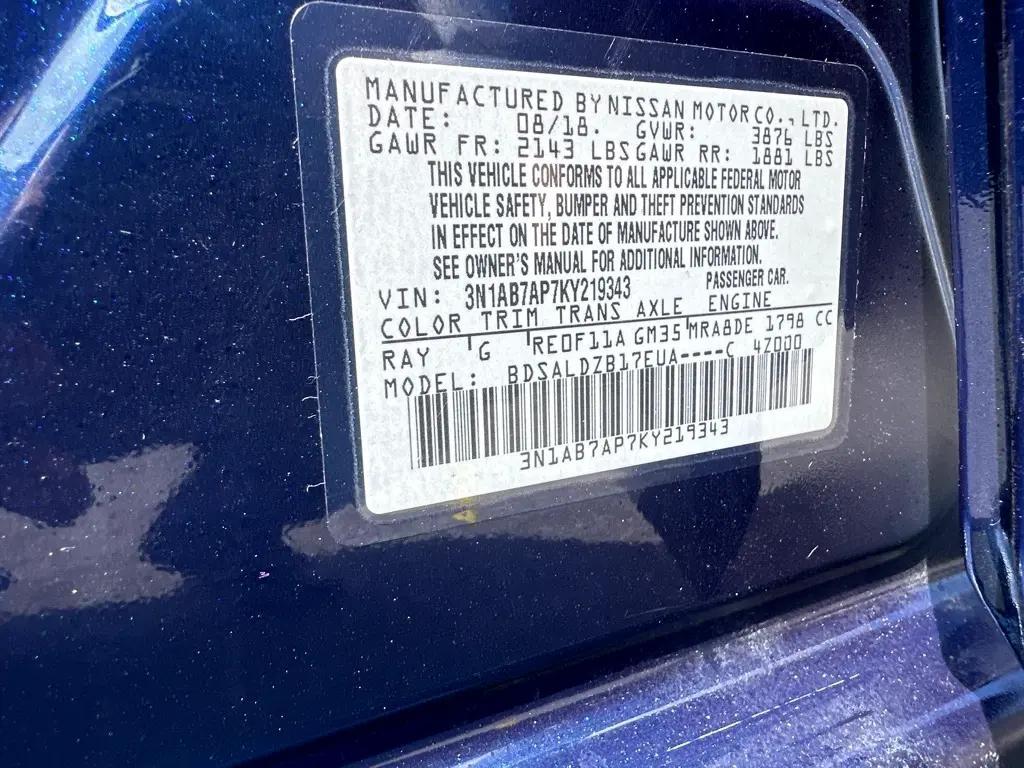 MANUFACTURED BY NISSAN MOTOR CO., LTD.
DATE: 08/18. GVWR: 3876 LBS
GAWR FR: 2143 LBS GAWR RR: 1881 LBS
THIS VEHICLE CONFORMS TO ALL APPLICABLE FEDERAL MOTOR
VEHICLE SAFETY, BUMPER AND THEFT PREVENTION STANDARDS
IN EFFECT ON THE DATE OF MANUFACTURE SHOWN ABOVE.
SEE OWNER'S MANUAL FOR ADDITIONAL INFORMATION.
VIN: 3N1AB7AP7KY219343 PASSENGER CAR.
COLOR TRIM TRANS AXLE ENGINE
RAY G RE0F11A GM35 MRA8DE 1798 CC
MODEL: BDSALDZB17EUA----C 4Z000
3N1AB7AP7KY219343